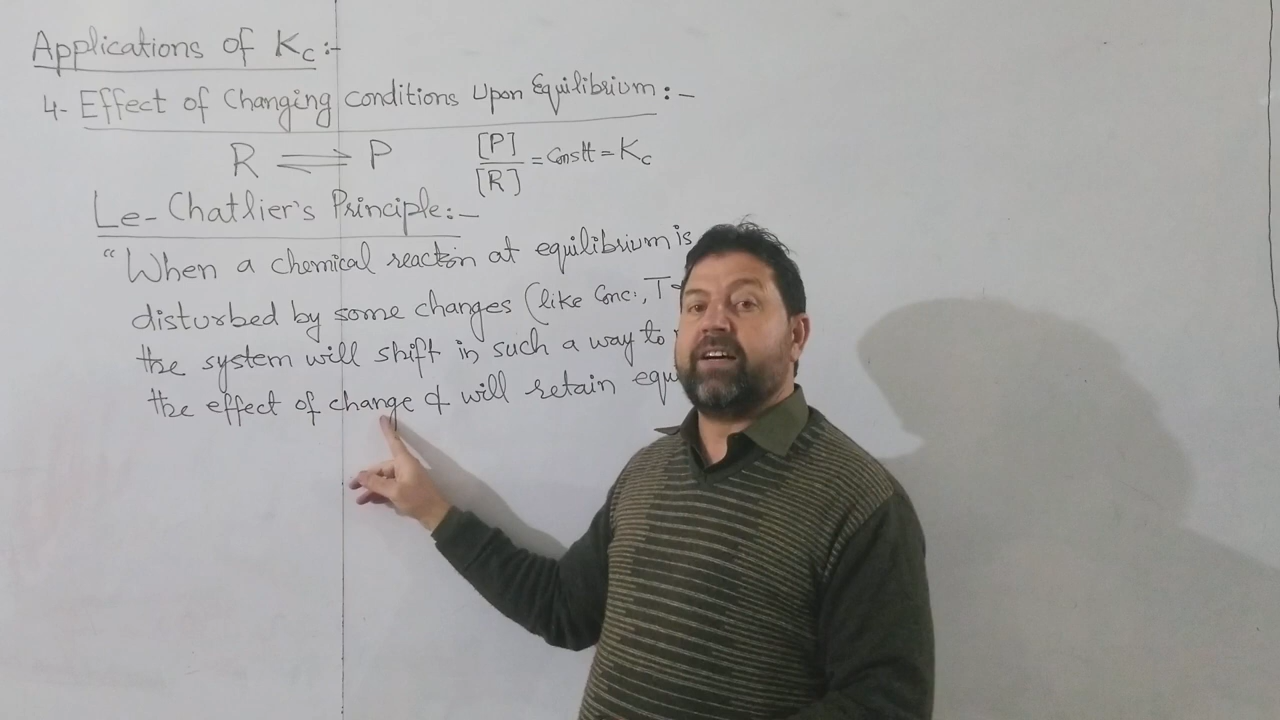 Applications of Kc:-
4- Effect of Changing Conditions Upon Equilibrium:-
R ⇌ P [P]/[R] = Constt = Kc
Le-Chatlier's Principle:-
“When a chemical reaction at equilibrium is
disturbed by some changes (like Conc:, T
the system will shift in such a way to
the effect of change & will retain equ